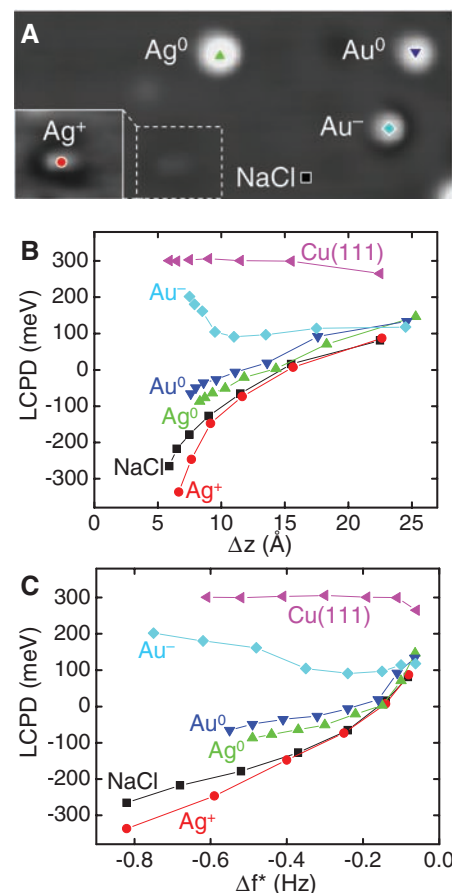 A
Ag⁰
Au⁰
Ag⁺
Au⁻
NaCl
B
300
200
100
0
-100
-200
-300
LCPD (meV)
Cu(111)
Au⁻
Au⁰
Ag⁰
NaCl
Ag⁺
0 5 10 15 20 25
Δz (Å)
C
300
200
100
0
-100
-200
-300
LCPD (meV)
Cu(111)
Au⁻
Au⁰
Ag⁰
NaCl
Ag⁺
-0.8 -0.6 -0.4 -0.2 0.0
Δf* (Hz)